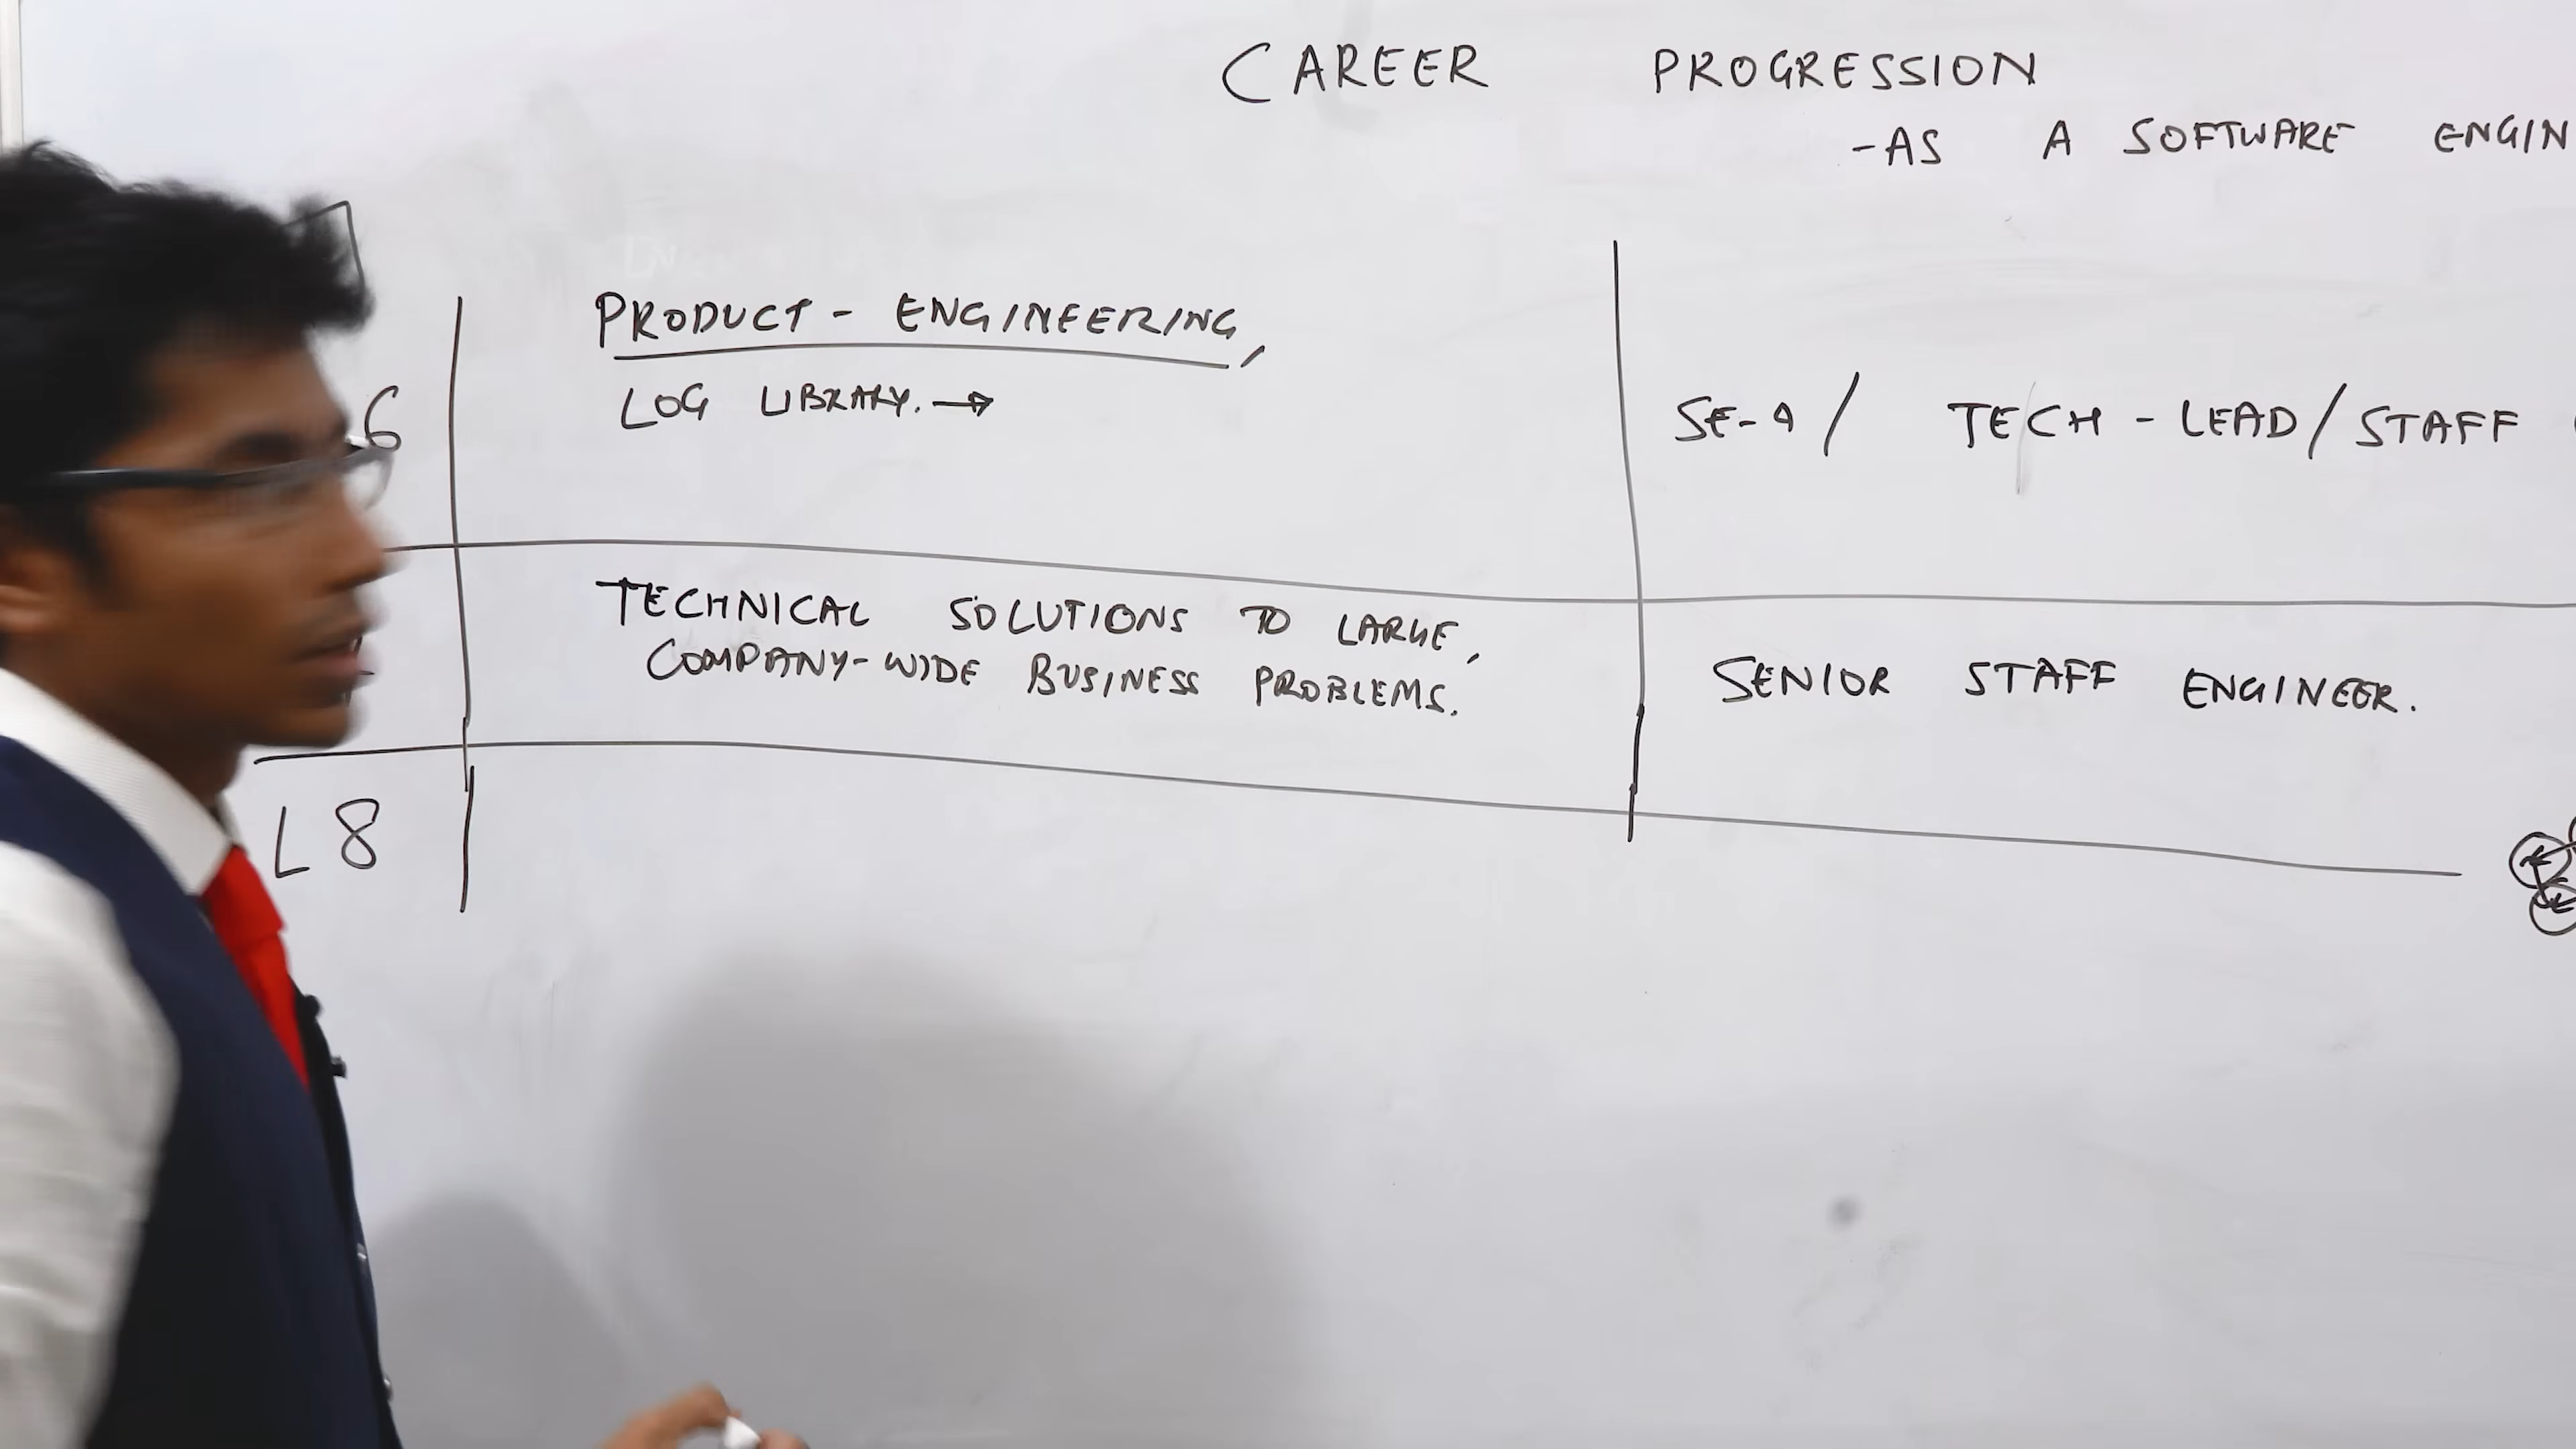 CAREER PROGRESSION
-AS A SOFTWARE ENGIN
6
PRODUCT - ENGINEERING,
LOG LIBRARY. →
SE-4 / TECH - LEAD / STAFF
TECHNICAL SOLUTIONS TO LARGE,
COMPANY-WIDE BUSINESS PROBLEMS.
SENIOR STAFF ENGINEER.
L8